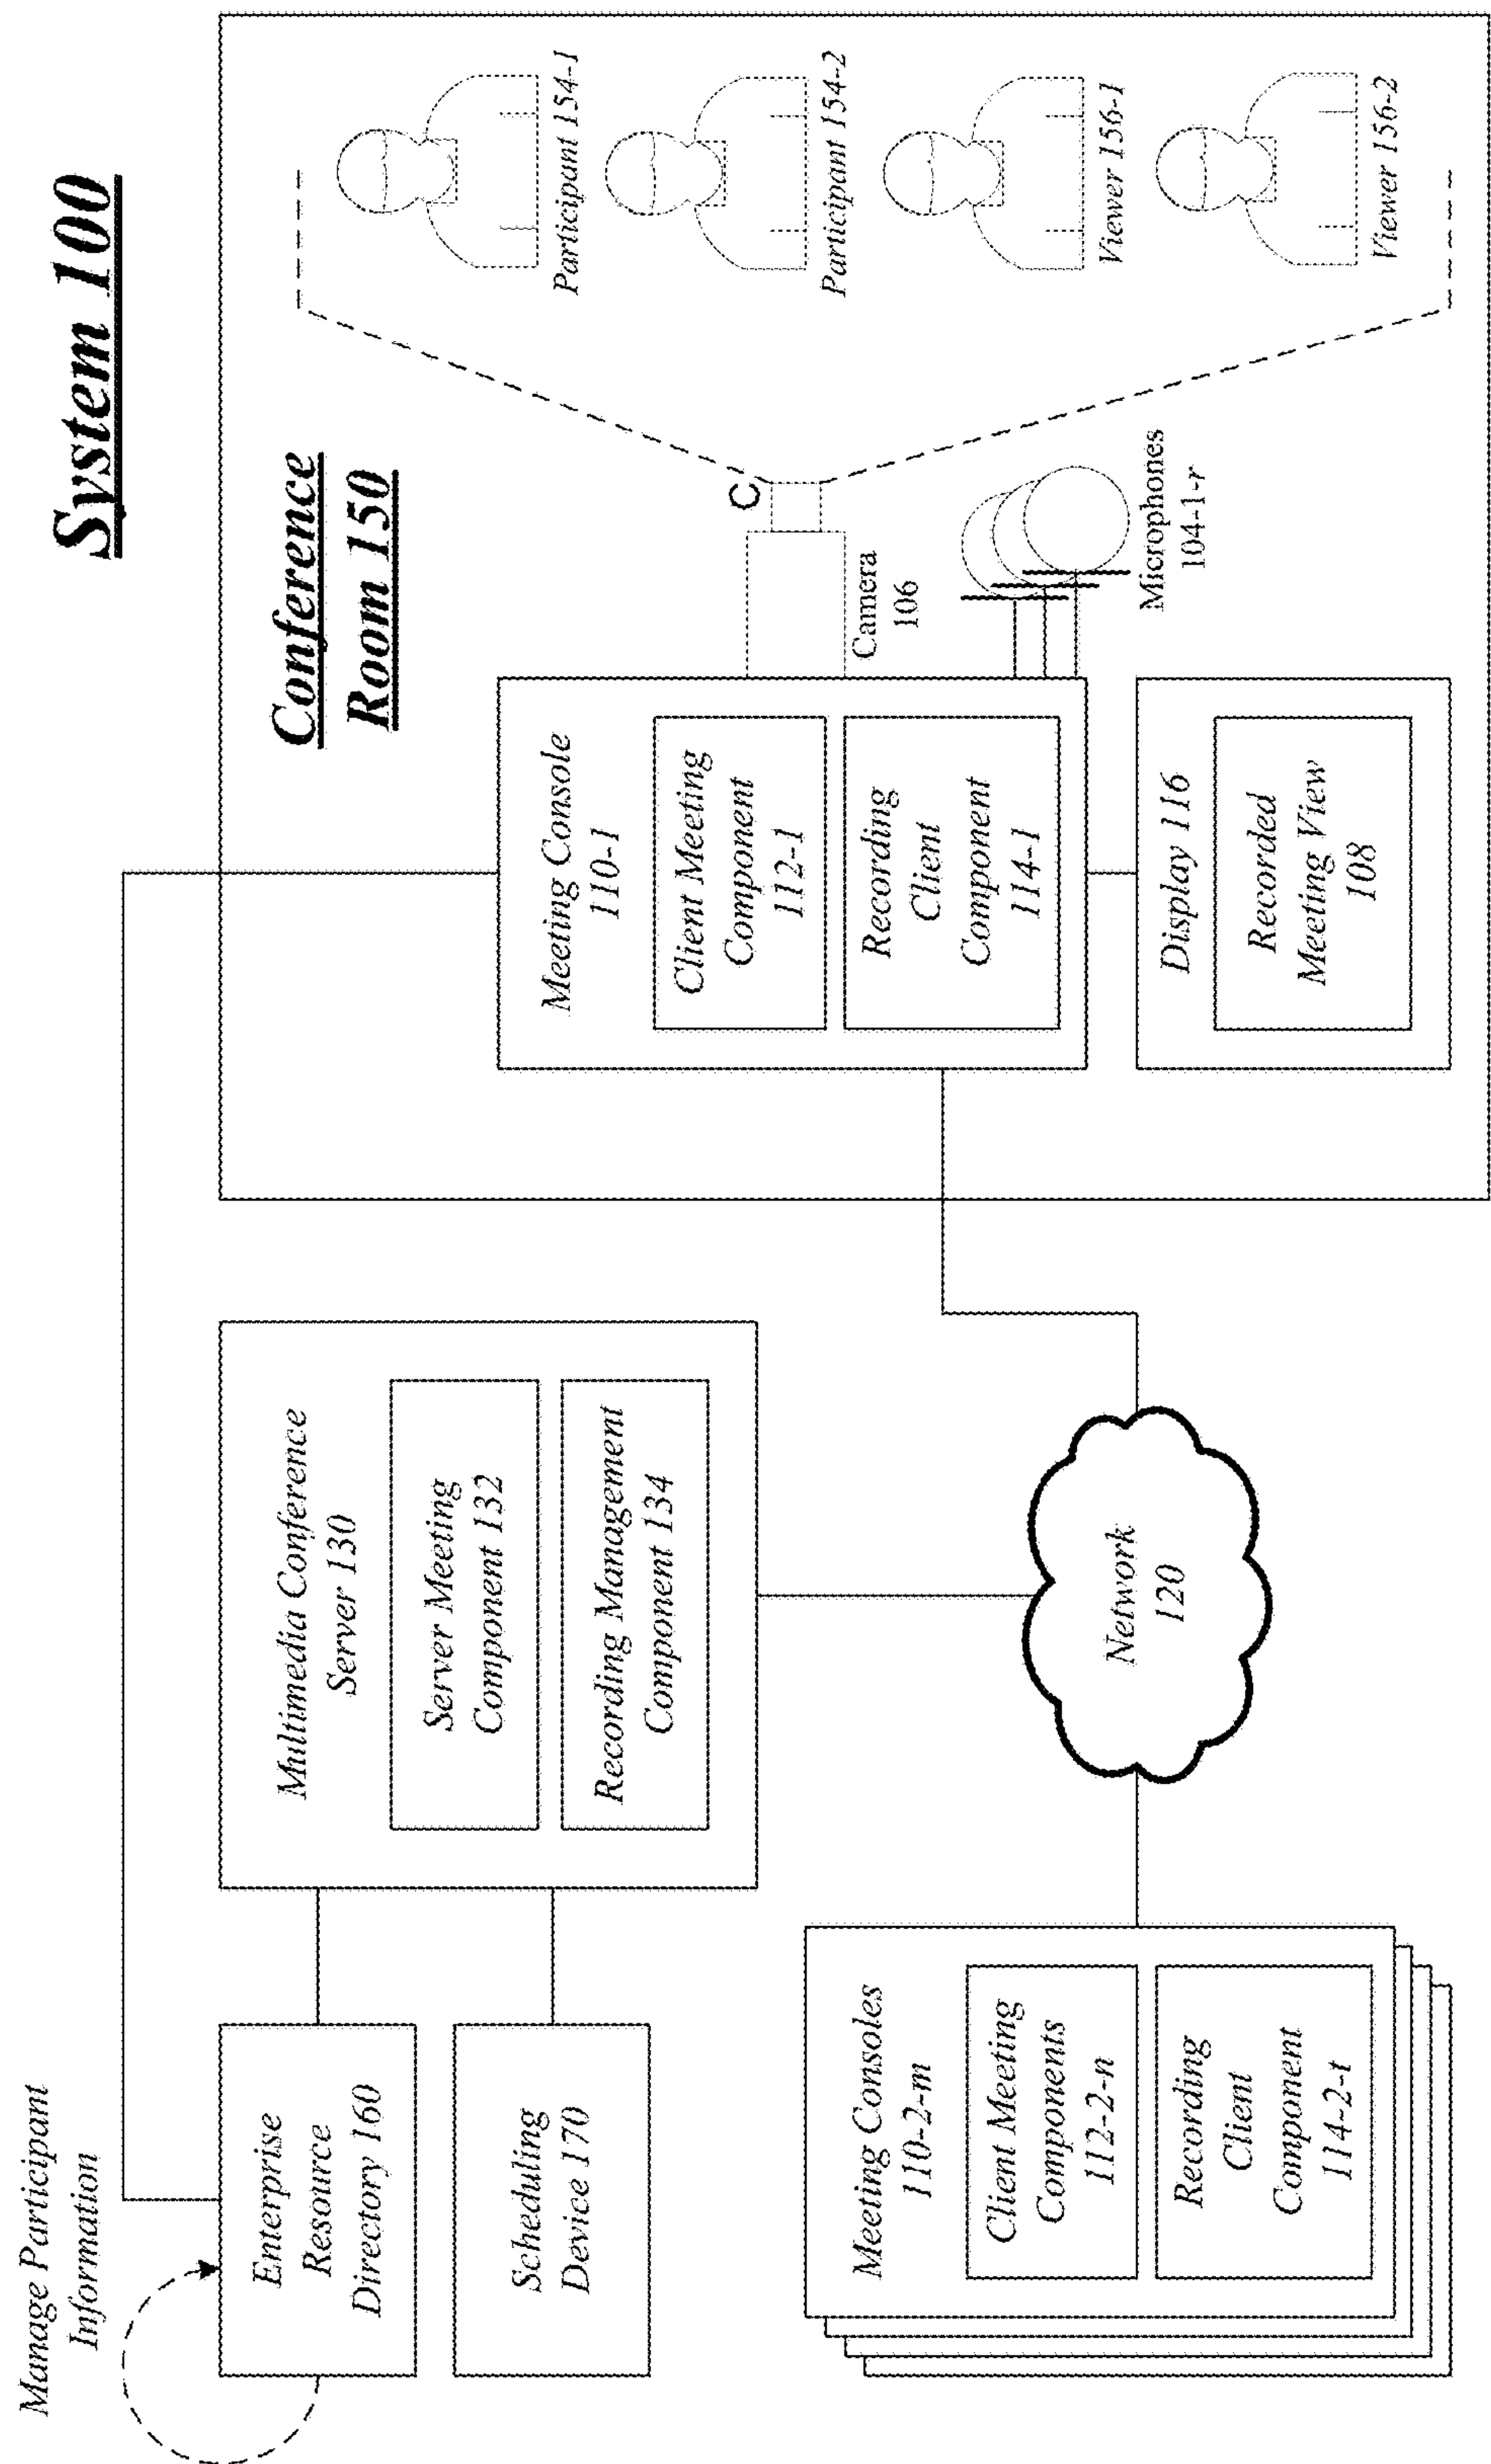 System 100
Manage Participant
Information
Enterprise
Resource
Directory 160
Scheduling
Device 170
Multimedia Conference
Server 130
Server Meeting
Component 132
Recording Management
Component 134
Meeting Consoles
110-2-m
Client Meeting
Components
112-2-n
Recording
Client
Component
114-2-t
Network
120
Conference
Room 150
Meeting Console
110-1
Client Meeting
Component
112-1
Recording
Client
Component
114-1
Display 116
Recorded
Meeting View
108
C
Camera
106
Microphones
104-1-r
Participant 154-1
Participant 154-2
Viewer 156-1
Viewer 156-2